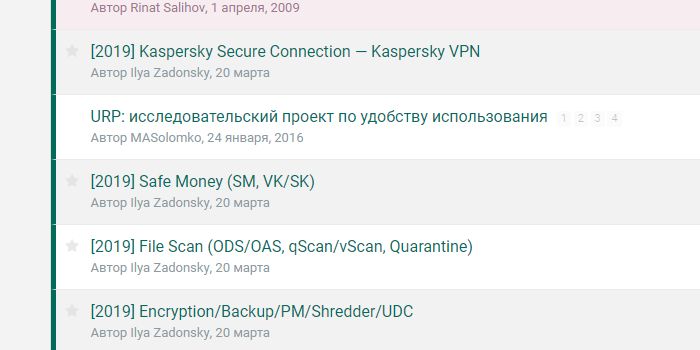 Автор Rinat Salihov, 1 апреля, 2009
[2019] Kaspersky Secure Connection — Kaspersky VPN
Автор Ilya Zadonsky, 20 марта
URP: исследовательский проект по удобству использования 1 2 3 4
Автор MASolomko, 24 января, 2016
[2019] Safe Money (SM, VK/SK)
Автор Ilya Zadonsky, 20 марта
[2019] File Scan (ODS/OAS, qScan/vScan, Quarantine)
Автор Ilya Zadonsky, 20 марта
[2019] Encryption/Backup/PM/Shredder/UDC
Автор Ilya Zadonsky, 20 марта